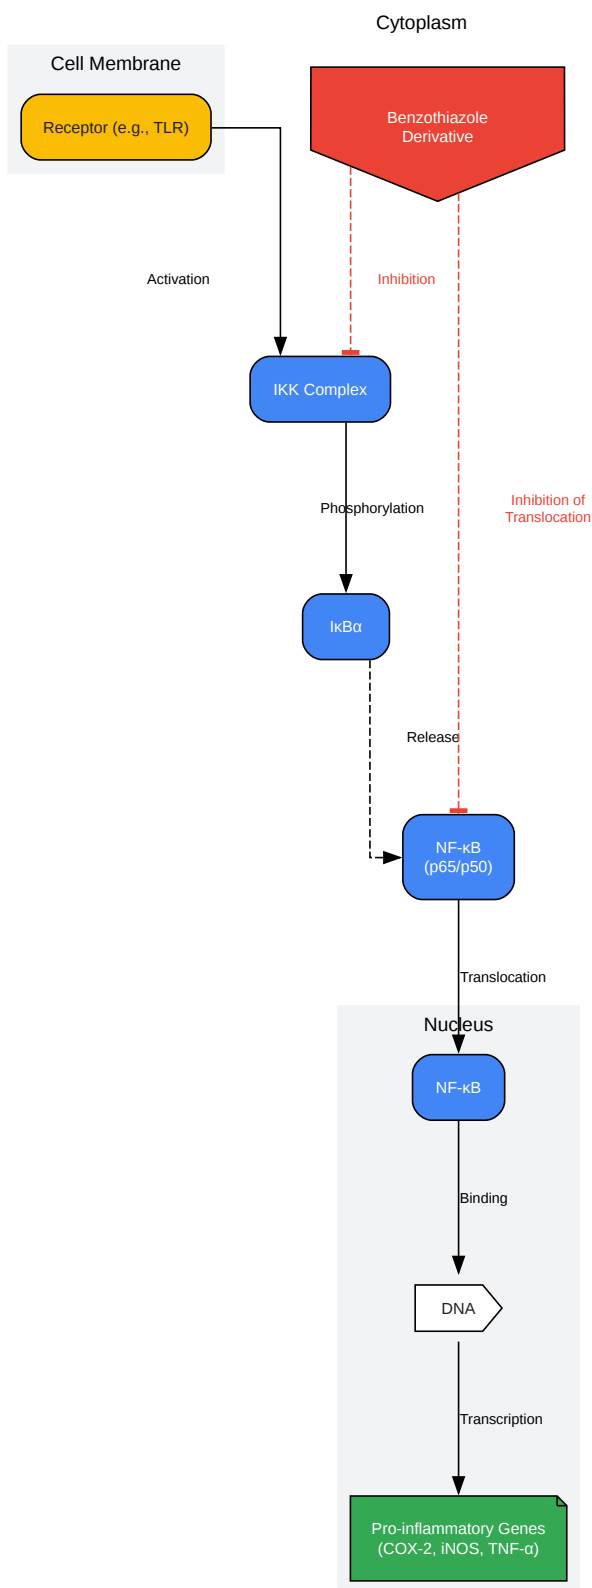 Cytoplasm
Cell Membrane
Receptor (e.g., TLR)
Benzothiazole
Derivative
Activation
Inhibition
IKK Complex
Phosphorylation
Inhibition of
Translocation
IκBα
Release
NF-κB
(p65/p50)
Translocation
Nucleus
NF-κB
Binding
DNA
Transcription
Pro-inflammatory Genes
(COX-2, iNOS, TNF-α)